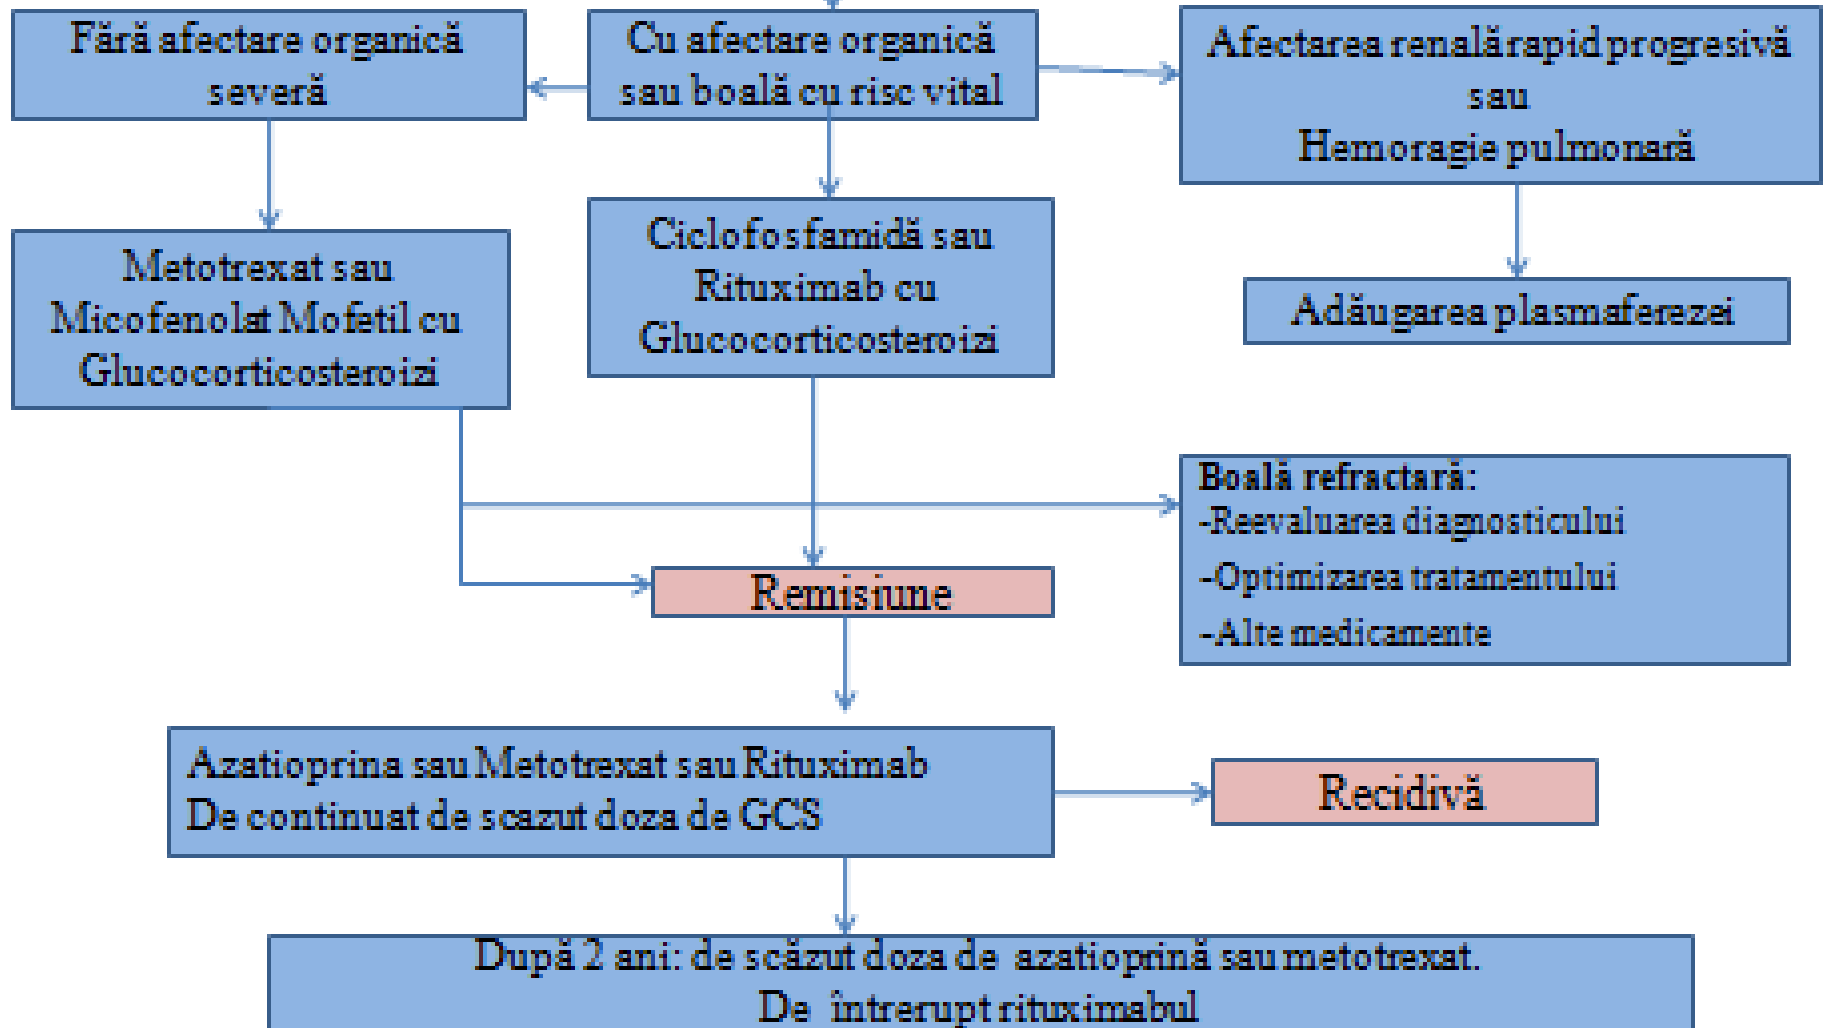 Fără afectare organică
severă
Cu afectare organică
sau boală cu risc vital
Afectarea renală rapid progresivă
sau
Hemoragie pulmonară
Metotrexat sau
Micofenolat Mofetil cu
Glucocorticosteroizi
Ciclofosfamidă sau
Rituximab cu
Glucocorticosteroizi
Adăugarea plasmaferezei
Boală refractară:
-Reevaluarea diagnosticului
-Optimizarea tratamentului
-Alte medicamente
Remisiune
Azatioprina sau Metotrexat sau Rituximab
De continuat de scazut doza de GCS
Recidivă
După 2 ani: de scăzut doza de azatioprină sau metotrexat.
De întrerupt rituximabul